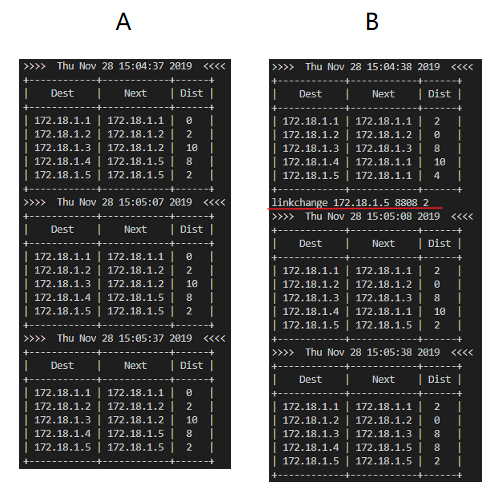 A
>>>> Thu Nov 28 15:04:37 2019 <<<<
+------------+------------+------+
| Dest | Next | Dist |
+------------+------------+------+
| 172.18.1.1 | 172.18.1.1 | 0 |
| 172.18.1.2 | 172.18.1.2 | 2 |
| 172.18.1.3 | 172.18.1.2 | 10 |
| 172.18.1.4 | 172.18.1.5 | 8 |
| 172.18.1.5 | 172.18.1.5 | 2 |
+------------+------------+------+
>>>> Thu Nov 28 15:05:07 2019 <<<<
+------------+------------+------+
| Dest | Next | Dist |
+------------+------------+------+
| 172.18.1.1 | 172.18.1.1 | 0 |
| 172.18.1.2 | 172.18.1.2 | 2 |
| 172.18.1.3 | 172.18.1.2 | 10 |
| 172.18.1.4 | 172.18.1.5 | 8 |
| 172.18.1.5 | 172.18.1.5 | 2 |
+------------+------------+------+
>>>> Thu Nov 28 15:05:37 2019 <<<<
+------------+------------+------+
| Dest | Next | Dist |
+------------+------------+------+
| 172.18.1.1 | 172.18.1.1 | 0 |
| 172.18.1.2 | 172.18.1.2 | 2 |
| 172.18.1.3 | 172.18.1.2 | 10 |
| 172.18.1.4 | 172.18.1.5 | 8 |
| 172.18.1.5 | 172.18.1.5 | 2 |
+------------+------------+------+
B
>>>> Thu Nov 28 15:04:38 2019 <<<<
+------------+------------+------+
| Dest | Next | Dist |
+------------+------------+------+
| 172.18.1.1 | 172.18.1.1 | 2 |
| 172.18.1.2 | 172.18.1.2 | 0 |
| 172.18.1.3 | 172.18.1.3 | 8 |
| 172.18.1.4 | 172.18.1.1 | 10 |
| 172.18.1.5 | 172.18.1.1 | 4 |
+------------+------------+------+
linkchange 172.18.1.5 8808 2
>>>> Thu Nov 28 15:05:08 2019 <<<<
+------------+------------+------+
| Dest | Next | Dist |
+------------+------------+------+
| 172.18.1.1 | 172.18.1.1 | 2 |
| 172.18.1.2 | 172.18.1.2 | 0 |
| 172.18.1.3 | 172.18.1.3 | 8 |
| 172.18.1.4 | 172.18.1.1 | 10 |
| 172.18.1.5 | 172.18.1.5 | 2 |
+------------+------------+------+
>>>> Thu Nov 28 15:05:38 2019 <<<<
+------------+------------+------+
| Dest | Next | Dist |
+------------+------------+------+
| 172.18.1.1 | 172.18.1.1 | 2 |
| 172.18.1.2 | 172.18.1.2 | 0 |
| 172.18.1.3 | 172.18.1.3 | 8 |
| 172.18.1.4 | 172.18.1.5 | 8 |
| 172.18.1.5 | 172.18.1.5 | 2 |
+------------+------------+------+